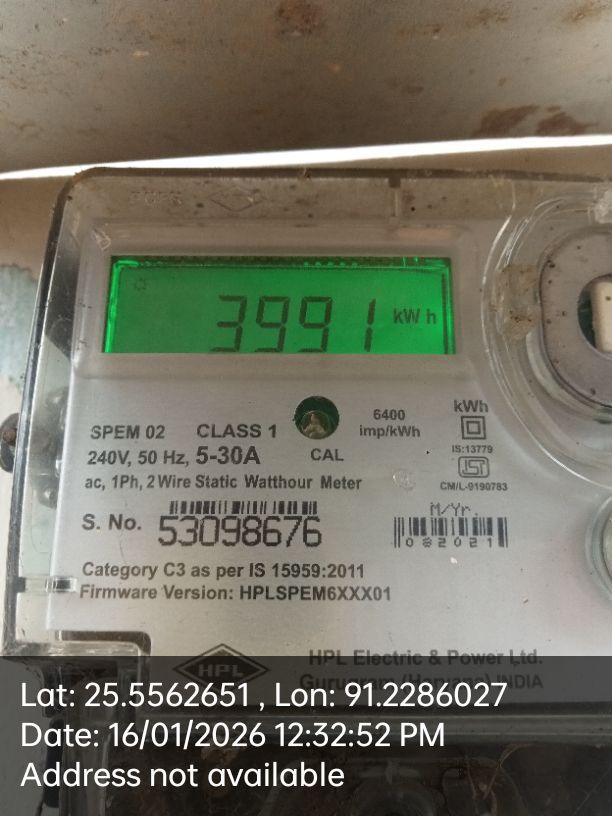 3991 kWh
SPEM 02 CLASS 1
6400
imp/kWh
kWh
240V, 50 Hz, 5-30A
CAL
IS:13779
ac, 1Ph, 2 Wire Static Watthour Meter
CM/L-9190783
S. No. 53098676
M/Yr.
082021
Category C3 as per IS 15959:2011
Firmware Version: HPLSPEM6XXX01
HPL
HPL Electric & Power Ltd.
Gurugram (Haryana) INDIA
Lat: 25.5562651 , Lon: 91.2286027
Date: 16/01/2026 12:32:52 PM
Address not available